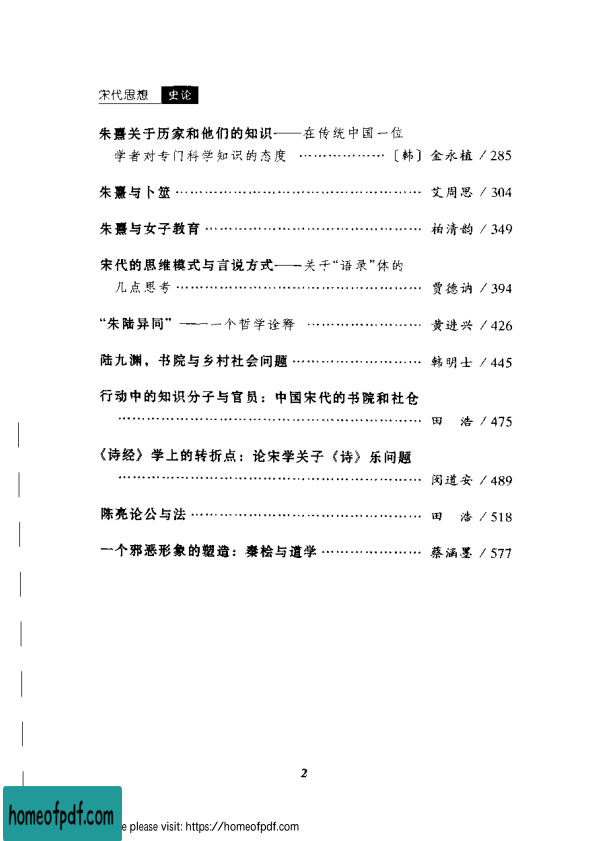 宋代思想 史论
朱熹关于历家和他们的知识——在传统中国一位
学者对专门科学知识的态度 ……………… 〔韩〕金永植 / 285
朱熹与卜筮 …………………………………………… 艾周思 / 304
朱熹与女子教育 ……………………………………… 柏清韵 / 349
宋代的思维模式与言说方式——关于“语录”体的
几点思考 ……………………………………………… 贾德讷 / 394
“朱陆异同”——一个哲学诠释 …………………… 黄进兴 / 426
陆九渊，书院与乡村社会问题 ……………………… 韩明士 / 445
行动中的知识分子与官员：中国宋代的书院和社仓
……………………………………………………… 田 浩 / 475
《诗经》学上的转折点：论宋学关于《诗》乐问题
……………………………………………………… 闵道安 / 489
陈亮论公与法 ………………………………………… 田 浩 / 518
一个邪恶形象的塑造：秦桧与道学 ………………… 蔡涵墨 / 577
2
homeofpdf.com
e please visit: https://homeofpdf.com